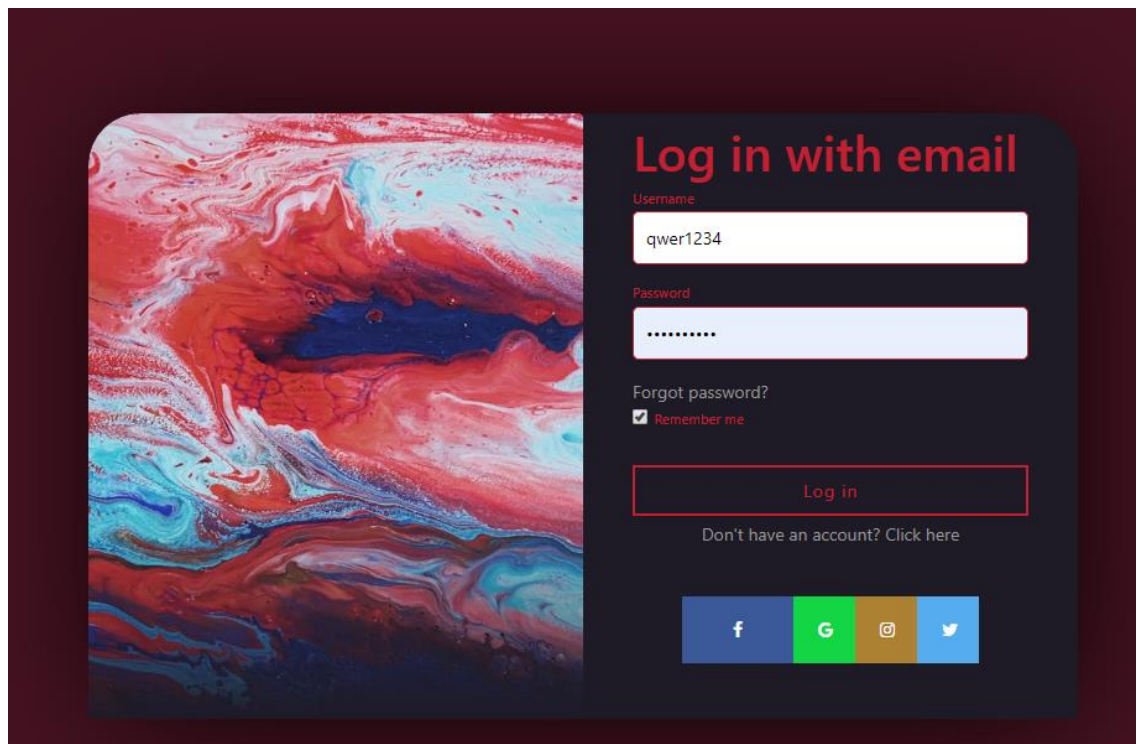 Log in with email
Username
qwer1234
Password
••••••••••
Forgot password?
Remember me
Log in
Don't have an account? Click here
f
G